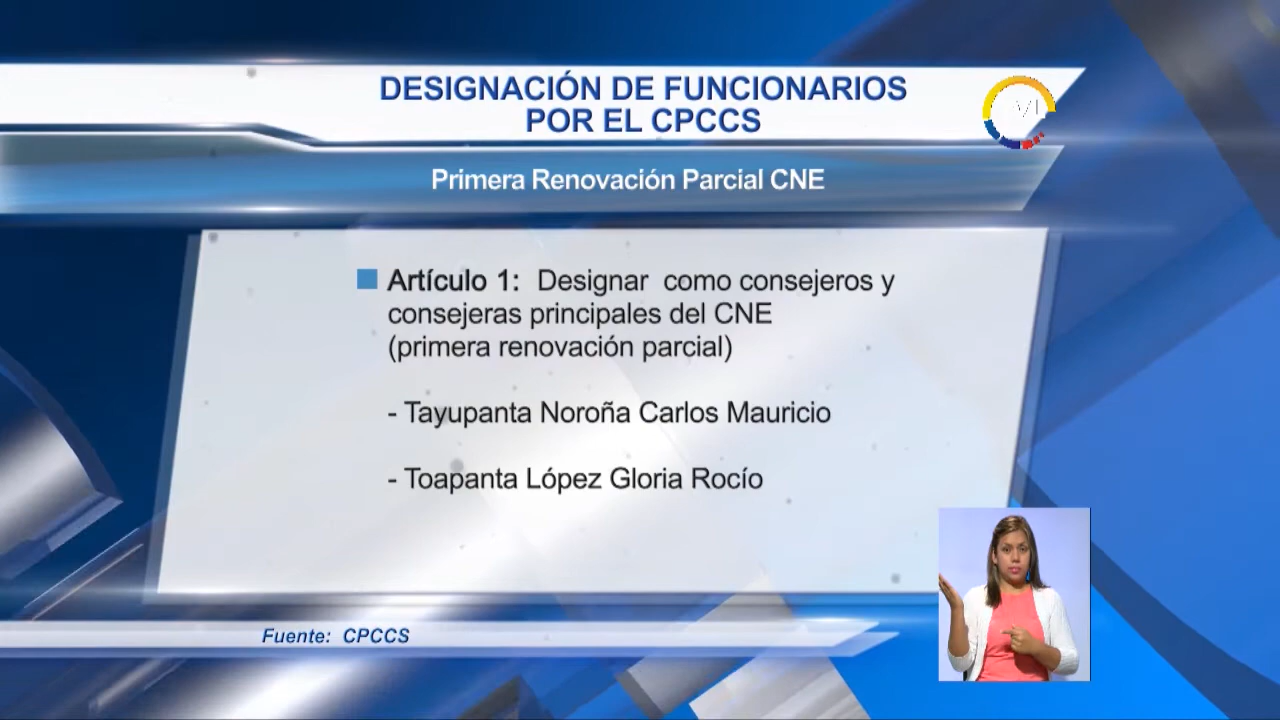 DESIGNACIÓN DE FUNCIONARIOS
POR EL CPCCS
Primera Renovación Parcial CNE
Artículo 1: Designar como consejeros y
consejeras principales del CNE
(primera renovación parcial)
- Tayupanta Noroña Carlos Mauricio
- Toapanta López Gloria Rocío
Fuente: CPCCS